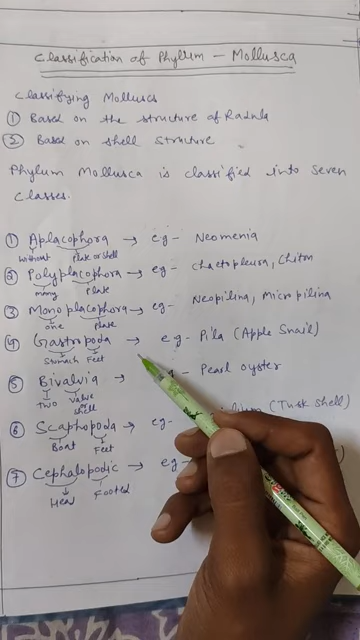 Classification of Phylum - Mollusca
Classifying Molluscs
① Based on the structure of Radula
② Based on shell structure
Phylum Mollusca is classified into Seven
Classes.
① Aplacophora → eg - Neomenia
without Plate or shell
② Polyplacophora → eg - Chaetopleura, Chiton
many Plate
③ Monoplacophora → eg - Neopilina, Micropilina
one Plate
④ Gastropoda → eg - Pila (Apple Snail)
Stomach Feet
⑤ Bivalvia → g - Pearl oyster
Two valve
shell
⑥ Scaphopoda → eg - (Tusk Shell)
Boat Feet
⑦ Cephalopodic → eg -
Head Footed